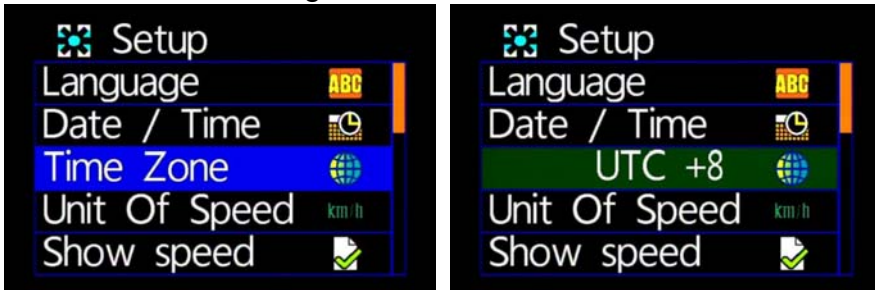 Setup
Language ABC
Date / Time
Time Zone
Unit Of Speed km/h
Show speed
Setup
Language ABC
Date / Time
UTC +8
Unit Of Speed km/h
Show speed